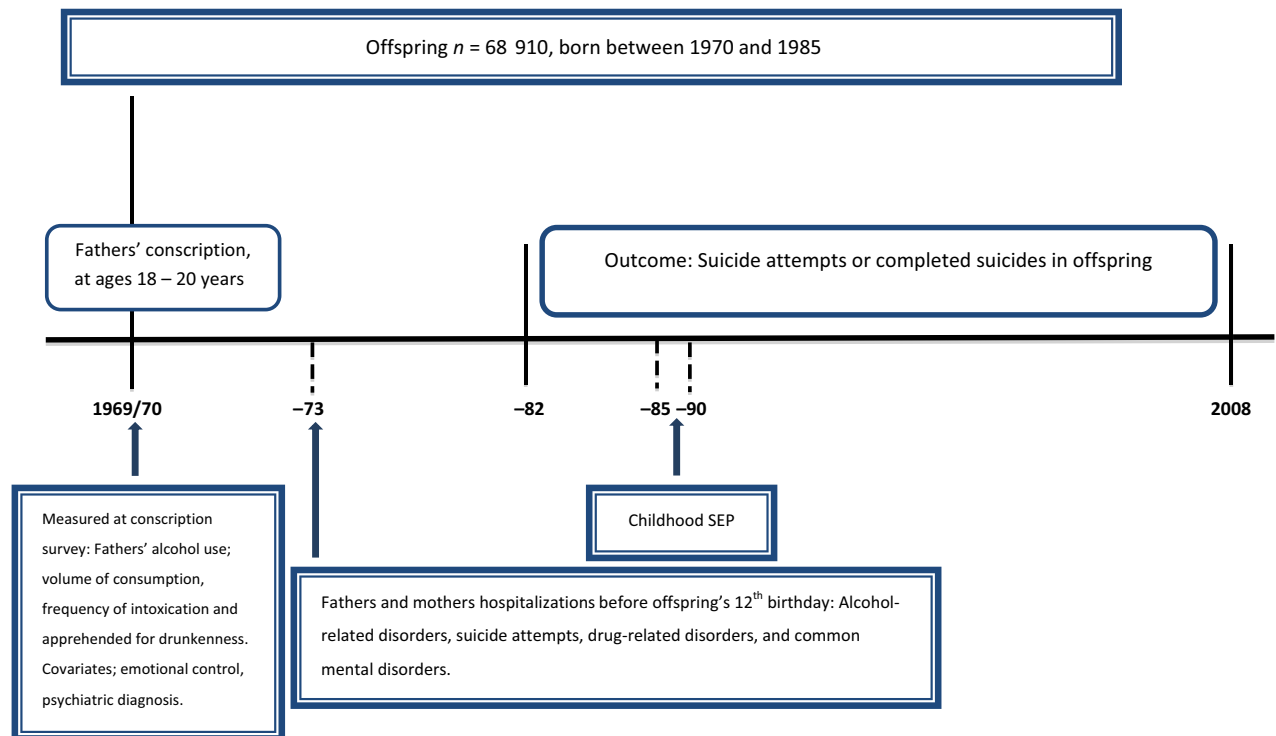 Offspring n = 68 910, born between 1970 and 1985
Fathers’ conscription,
at ages 18 – 20 years
Outcome: Suicide attempts or completed suicides in offspring
1969/70
–73
–82
–85 –90
2008
Measured at conscription
survey: Fathers’ alcohol use;
volume of consumption,
frequency of intoxication and
apprehended for drunkenness.
Covariates; emotional control,
psychiatric diagnosis.
Childhood SEP
Fathers and mothers hospitalizations before offspring’s 12th birthday: Alcohol-
related disorders, suicide attempts, drug-related disorders, and common
mental disorders.